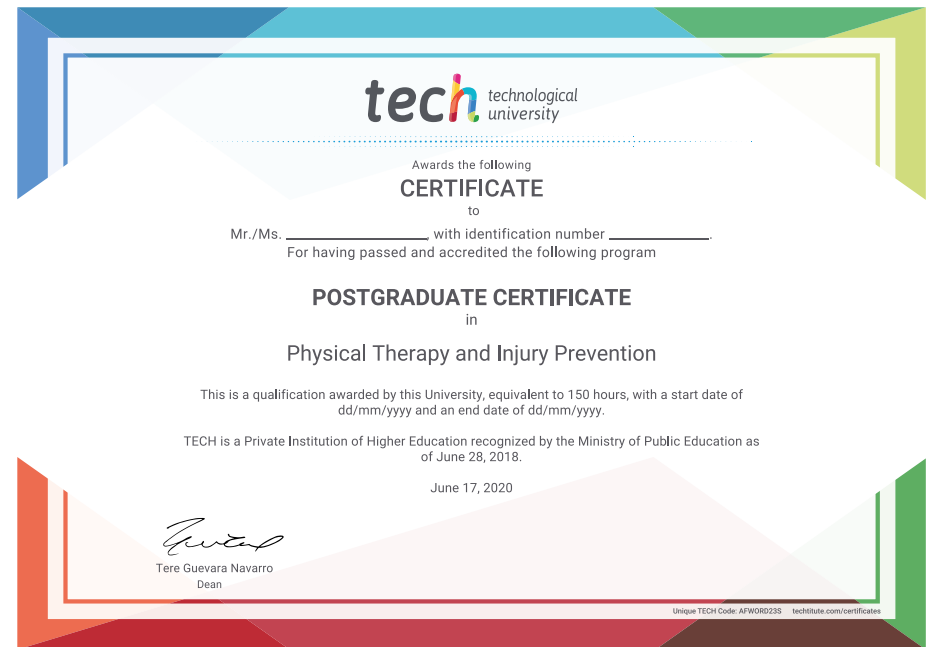 tech technological
university
Awards the following
CERTIFICATE
to
Mr./Ms. ____________________, with identification number ______________.
For having passed and accredited the following program
POSTGRADUATE CERTIFICATE
in
Physical Therapy and Injury Prevention
This is a qualification awarded by this University, equivalent to 150 hours, with a start date of
dd/mm/yyyy and an end date of dd/mm/yyyy.
TECH is a Private Institution of Higher Education recognized by the Ministry of Public Education as
of June 28, 2018.
June 17, 2020
Tere Guevara Navarro
Dean
Unique TECH Code: AFWORD23S techtitute.com/certificates